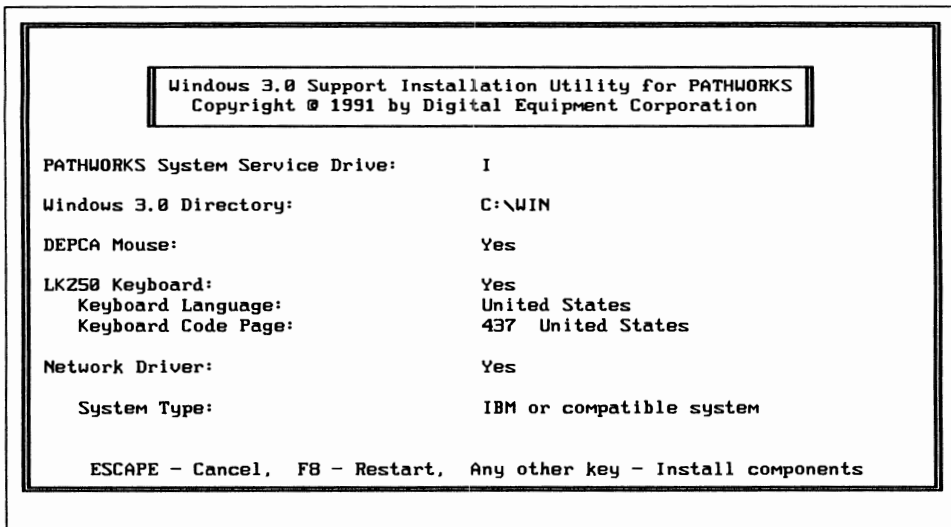 Windows 3.0 Support Installation Utility for PATHWORKS
Copyright @ 1991 by Digital Equipment Corporation
PATHWORKS System Service Drive: I
Windows 3.0 Directory: C:\WIN
DEPCA Mouse: Yes
LK250 Keyboard: Yes
Keyboard Language: United States
Keyboard Code Page: 437 United States
Network Driver: Yes
System Type: IBM or compatible system
ESCAPE - Cancel, F8 - Restart, Any other key - Install components